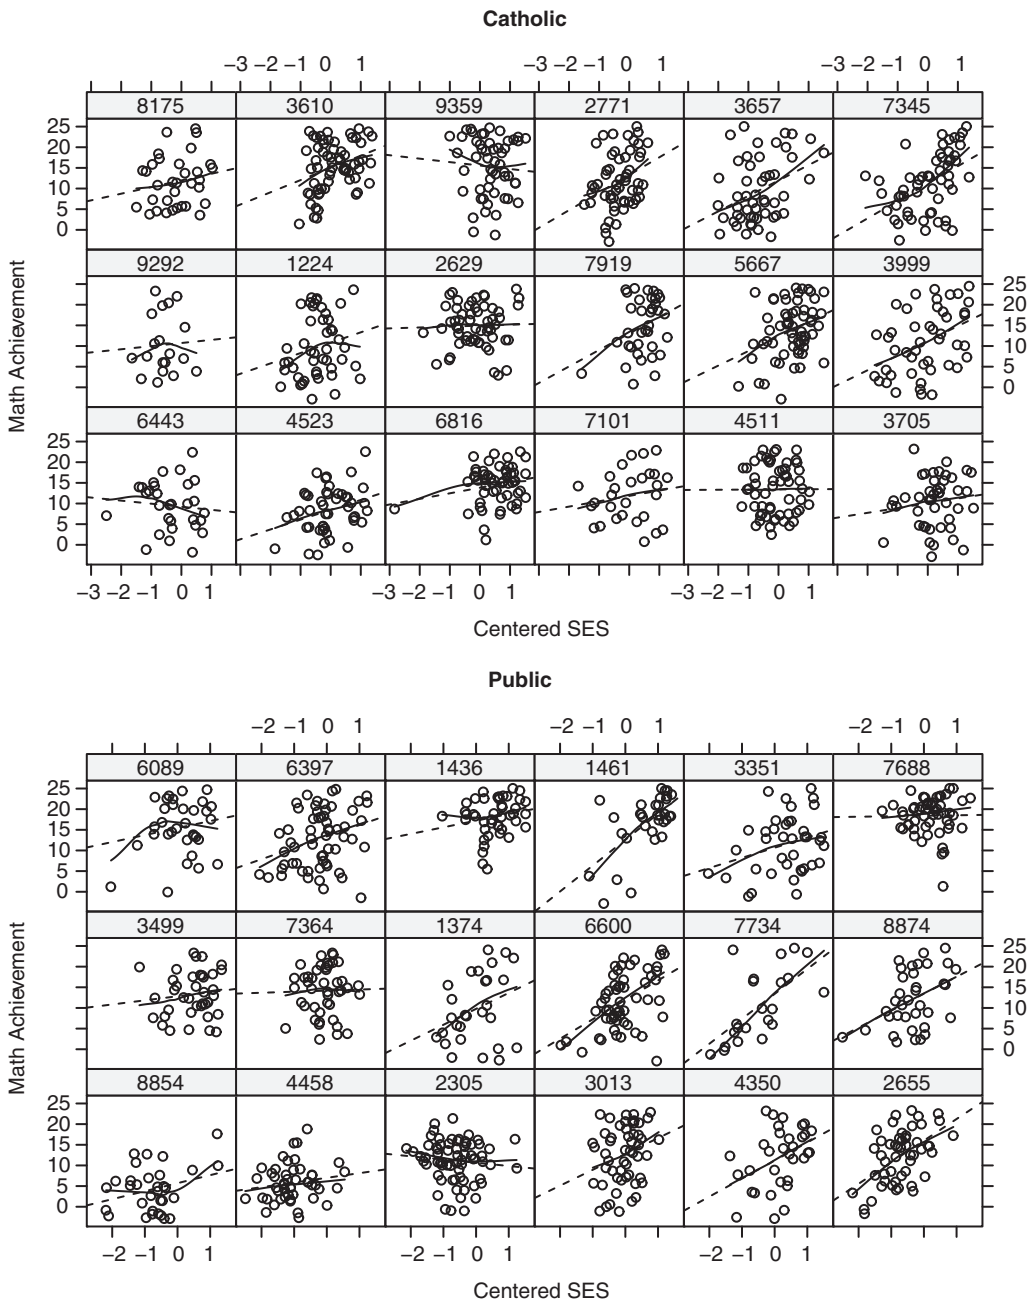 Catholic
−3 −2 −1 0 1 −3 −2 −1 0 1 −3 −2 −1 0 1
8175 3610 9359 2771 3657 7345
25
20
15
10
5
0
9292 1224 2629 7919 5667 3999
25
20
15
10
5
0
6443 4523 6816 7101 4511 3705
25
20
15
10
5
0
Math Achievement
−3 −2 −1 0 1 −3 −2 −1 0 1 −3 −2 −1 0 1
Centered SES
Public
−2 −1 0 1 −2 −1 0 1 −2 −1 0 1
6089 6397 1436 1461 3351 7688
25
20
15
10
5
0
3499 7364 1374 6600 7734 8874
25
20
15
10
5
0
8854 4458 2305 3013 4350 2655
25
20
15
10
5
0
Math Achievement
−2 −1 0 1 −2 −1 0 1 −2 −1 0 1
Centered SES